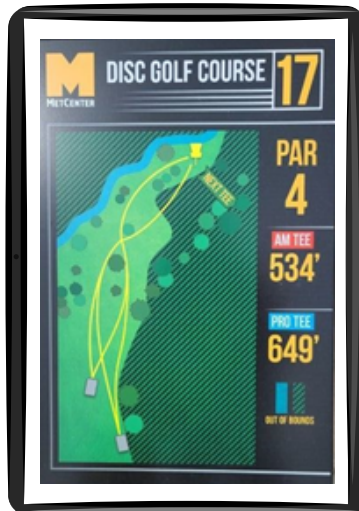 M
METCENTER
DISC GOLF COURSE
17
NEXT TEE
PAR
4
AM TEE
534'
PRO TEE
649'
OUT OF BOUNDS